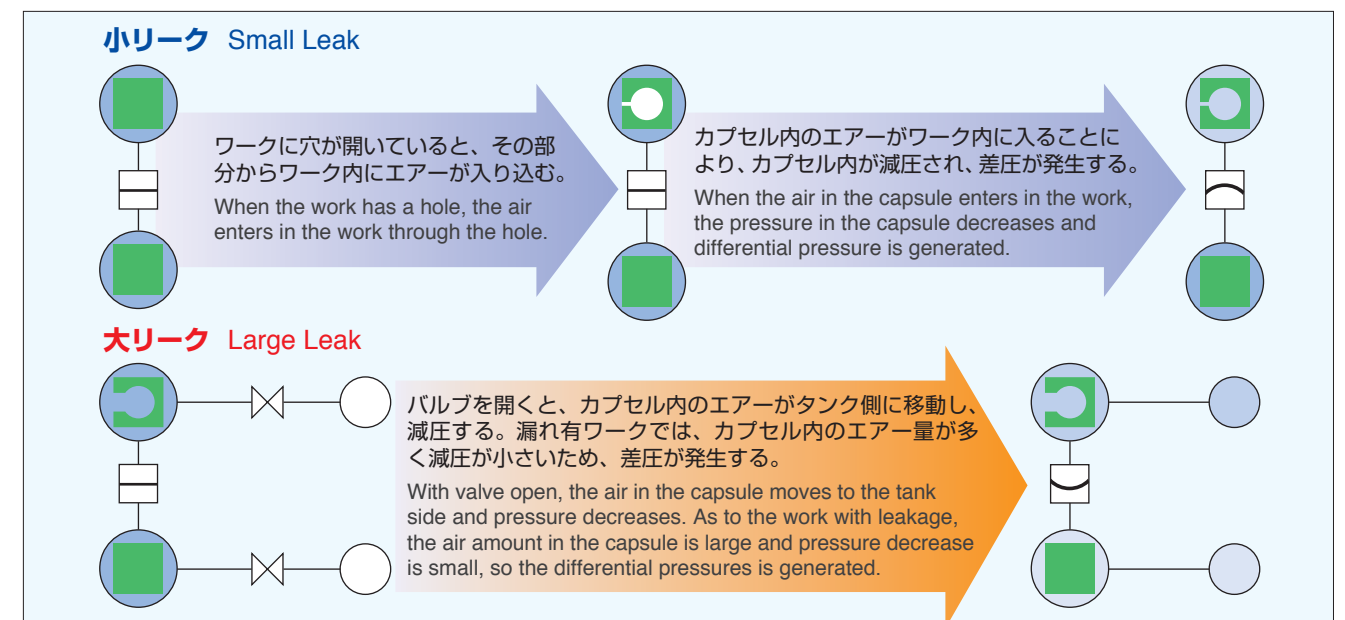 小リーク Small Leak
ワークに穴が開いていると、その部
分からワーク内にエアーが入り込む。
When the work has a hole, the air
enters in the work through the hole.
カプセル内のエアーがワーク内に入ることに
より、カプセル内が減圧され、差圧が発生する。
When the air in the capsule enters in the work,
the pressure in the capsule decreases and
differential pressure is generated.
大リーク Large Leak
バルブを開くと、カプセル内のエアーがタンク側に移動し、
減圧する。漏れ有ワークでは、カプセル内のエアー量が多
く減圧が小さいため、差圧が発生する。
With valve open, the air in the capsule moves to the tank
side and pressure decreases. As to the work with leakage,
the air amount in the capsule is large and pressure decrease
is small, so the differential pressures is generated.